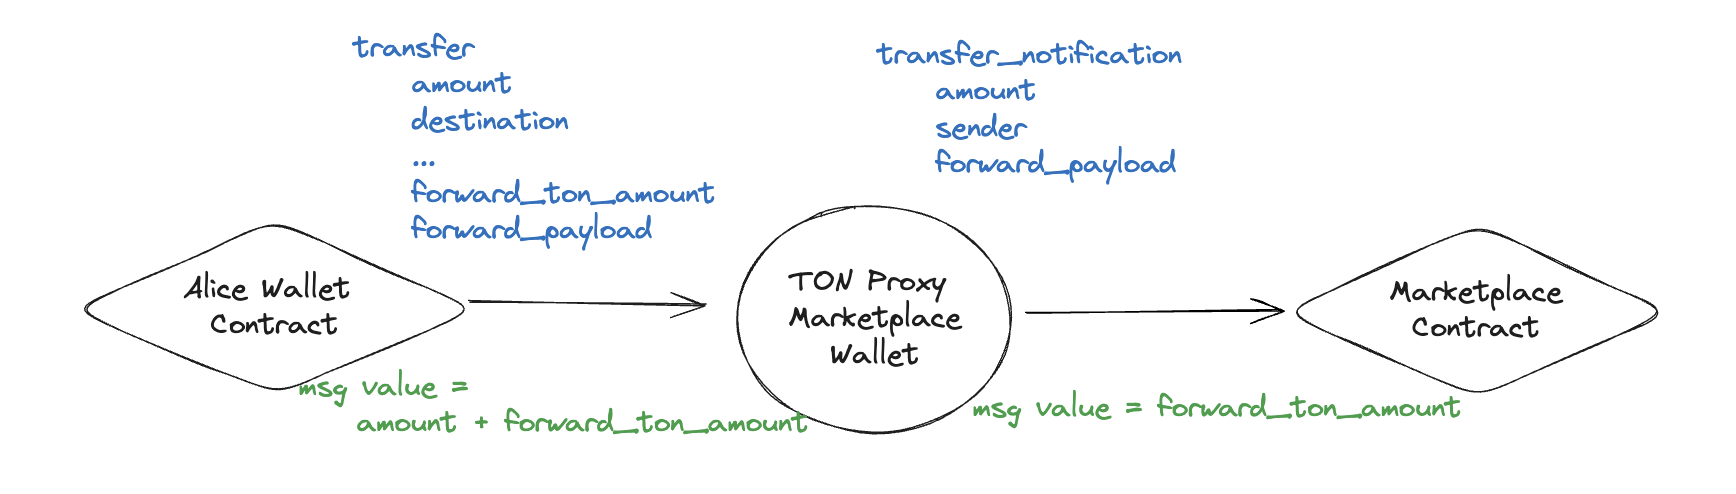 transfer
amount
destination
...
forward_ton_amount
forward_payload
transfer_notification
amount
sender
forward_payload
Alice Wallet
Contract
TON Proxy
Marketplace
Wallet
Marketplace
Contract
msg value =
amount + forward_ton_amount
msg value = forward_ton_amount